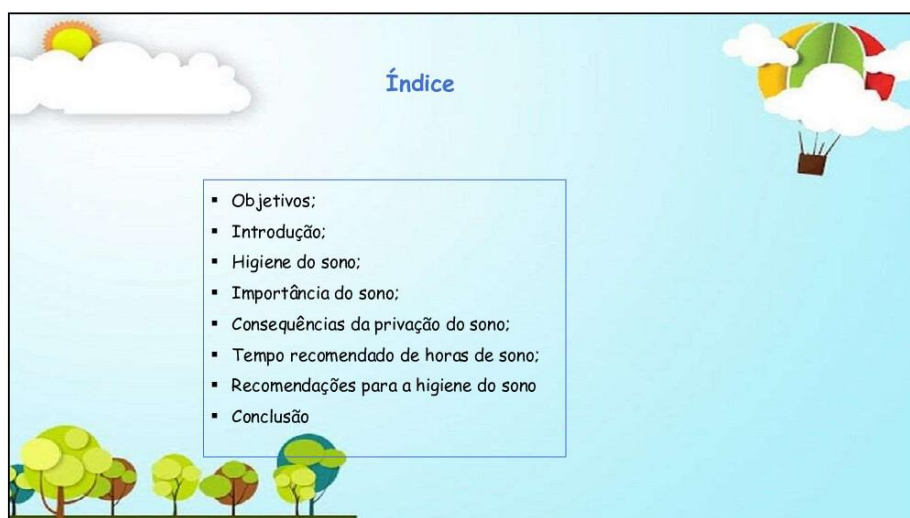 Índice
▪ Objetivos;
▪ Introdução;
▪ Higiene do sono;
▪ Importância do sono;
▪ Consequências da privação do sono;
▪ Tempo recomendado de horas de sono;
▪ Recomendações para a higiene do sono
▪ Conclusão